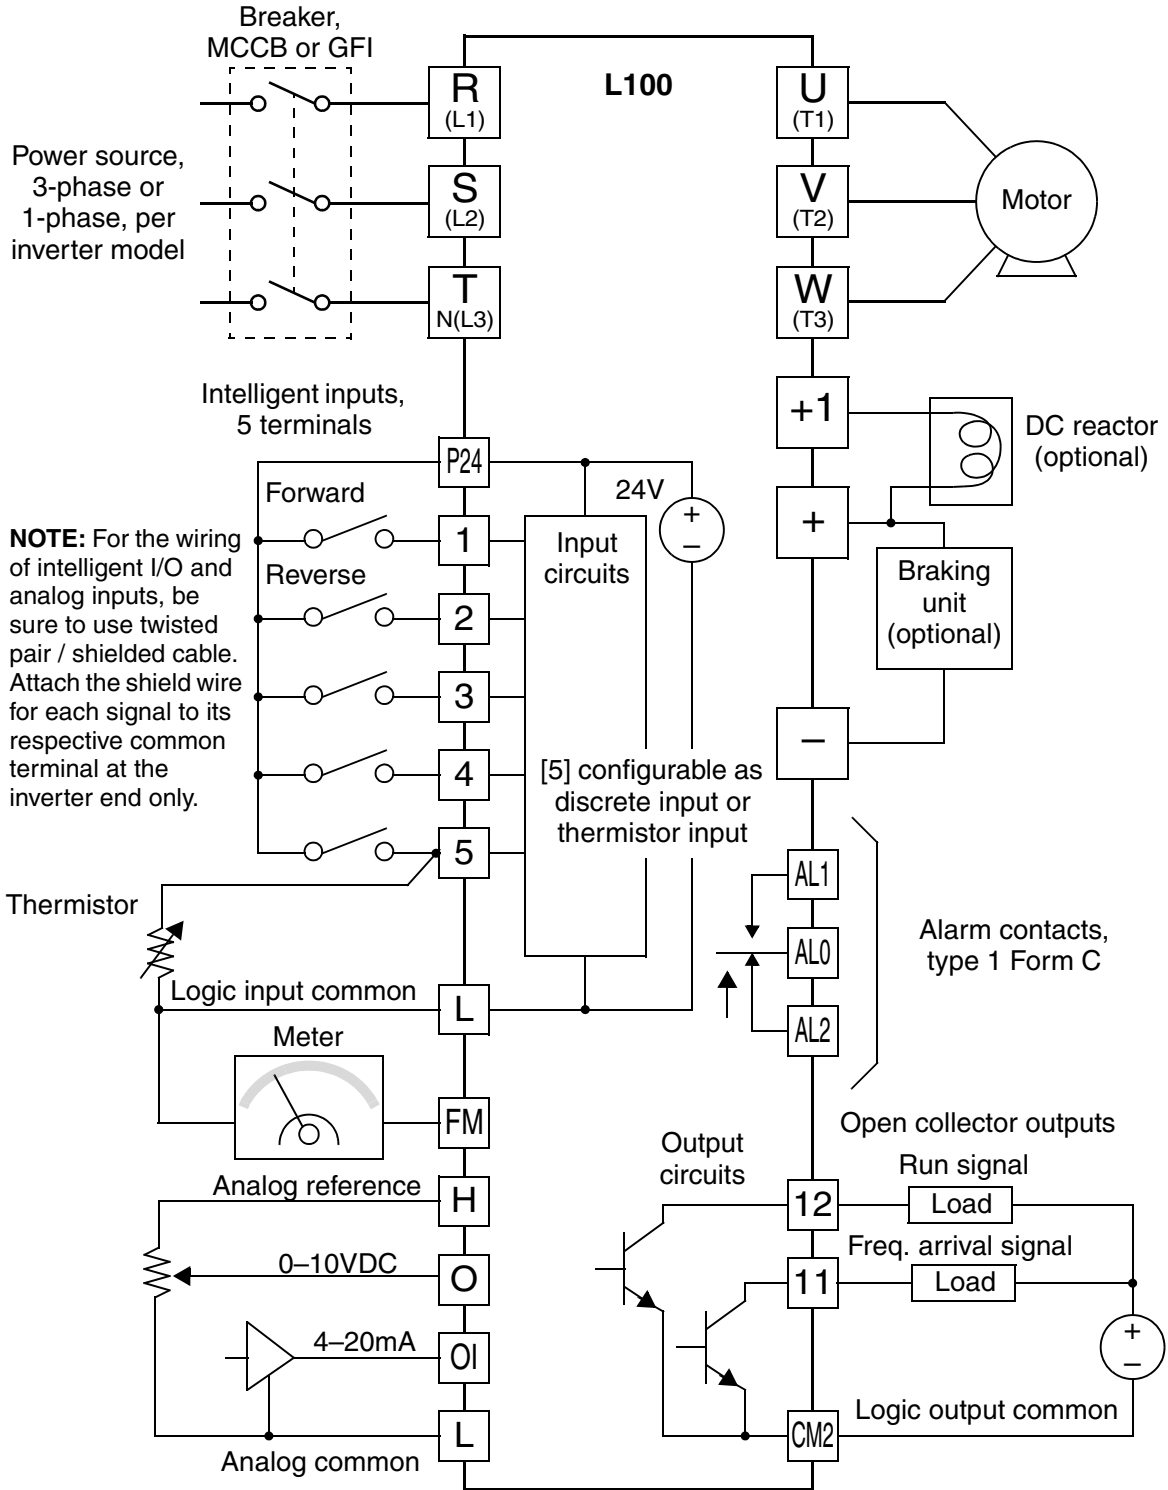 Breaker,
MCCB or GFI
L100
R
(L1)
S
(L2)
T
N(L3)
U
(T1)
V
(T2)
W
(T3)
Motor
Power source,
3-phase or
1-phase, per
inverter model
Intelligent inputs,
5 terminals
+1
DC reactor
(optional)
+
Braking
unit
(optional)
–
P24
24V
+
–
Forward
1
Reverse
2
3
4
5
Input
circuits
NOTE: For the wiring
of intelligent I/O and
analog inputs, be
sure to use twisted
pair / shielded cable.
Attach the shield wire
for each signal to its
respective common
terminal at the
inverter end only.
[5] configurable as
discrete input or
thermistor input
Thermistor
AL1
AL0
AL2
Alarm contacts,
type 1 Form C
Logic input common
L
Meter
FM
Analog reference
H
0–10VDC
O
4–20mA
OI
L
Analog common
Open collector outputs
Output
circuits
Run signal
12
Load
Freq. arrival signal
11
Load
+
–
Logic output common
CM2